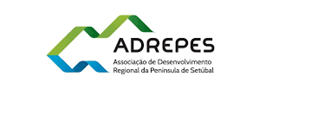 ADREPES
Associação de Desenvolvimento
Regional da Península de Setúbal